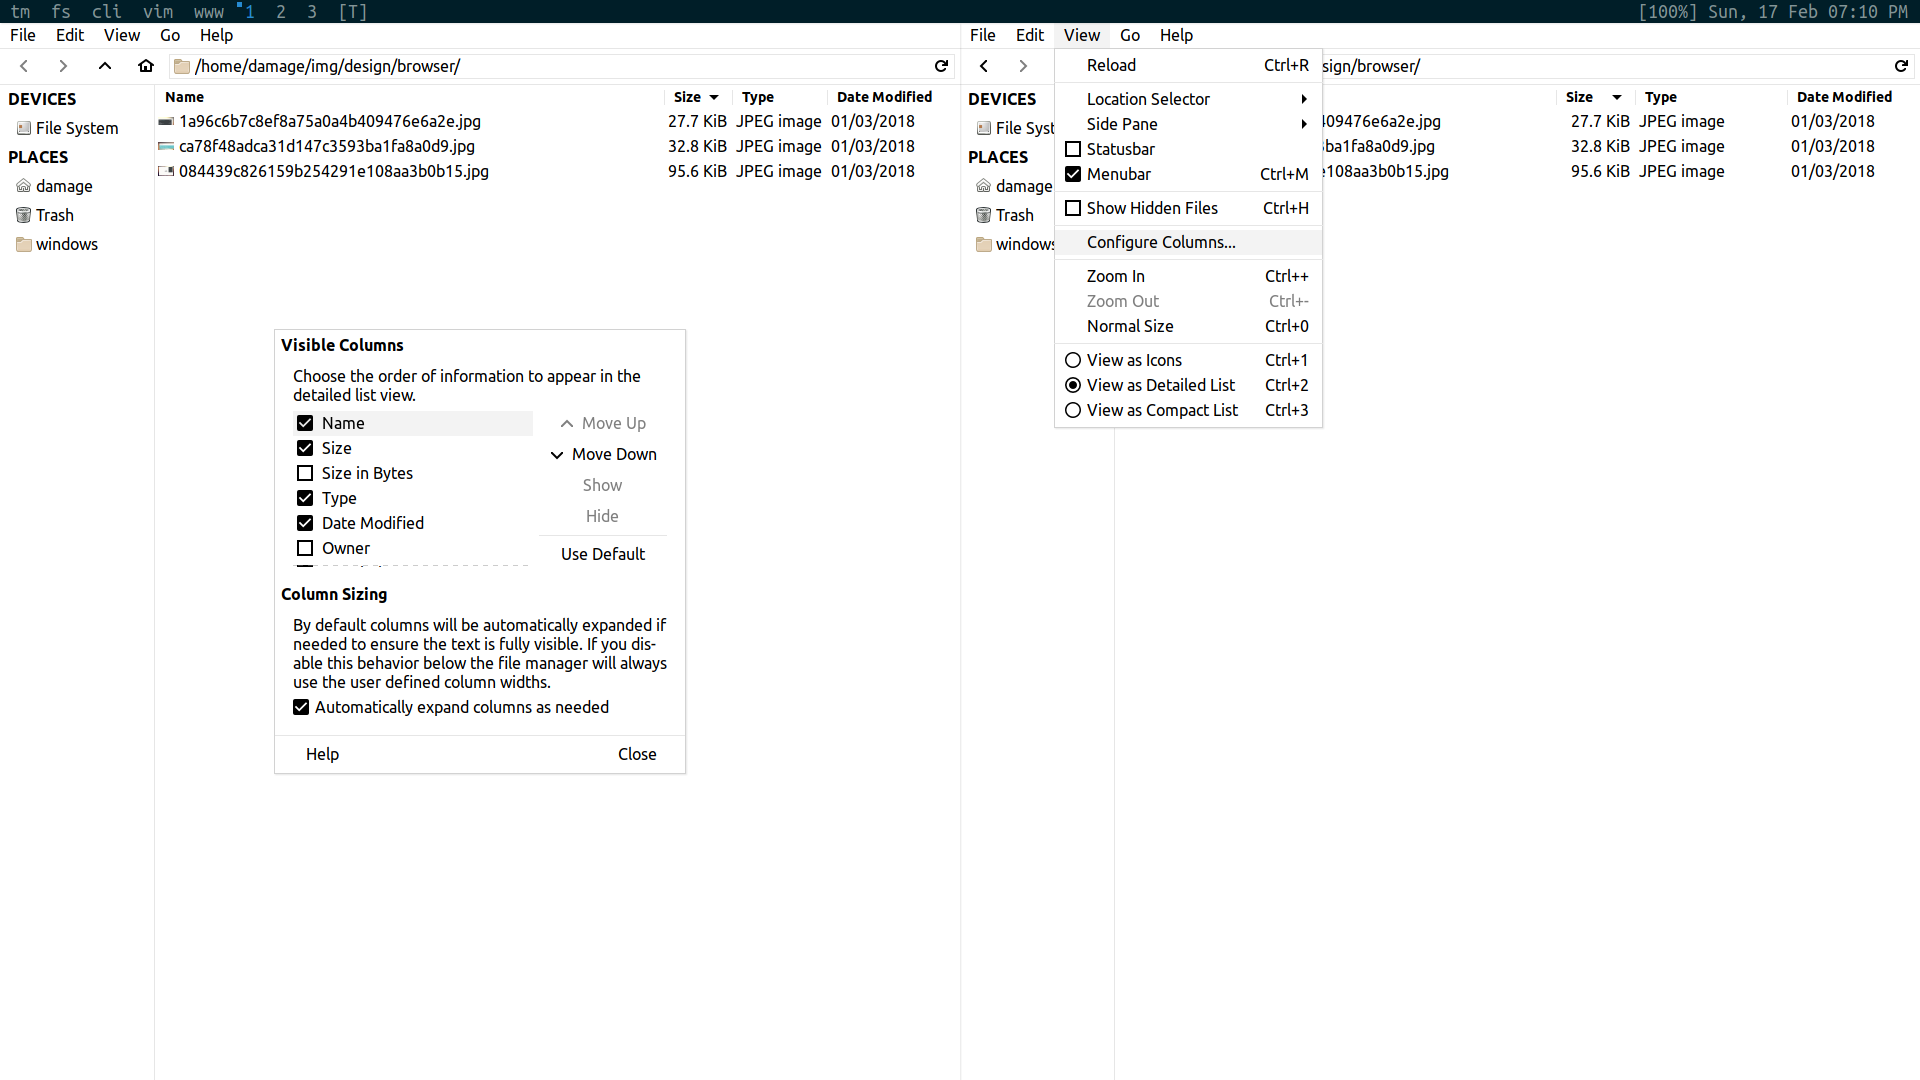 tm fs cli vim www 1 2 3 [T] [100%] Sun, 17 Feb 07:10 PM
File Edit View Go Help
/home/damage/img/design/browser/
DEVICES
File System
PLACES
damage
Trash
windows
Name Size Type Date Modified
1a96c6b7c8ef8a75a0a4b409476e6a2e.jpg 27.7 KiB JPEG image 01/03/2018
ca78f48adca31d147c3593ba1fa8a0d9.jpg 32.8 KiB JPEG image 01/03/2018
084439c826159b254291e108aa3b0b15.jpg 95.6 KiB JPEG image 01/03/2018
Visible Columns
Choose the order of information to appear in the
detailed list view.
Name
Size
Size in Bytes
Type
Date Modified
Owner
Move Up
Move Down
Show
Hide
Use Default
Column Sizing
By default columns will be automatically expanded if
needed to ensure the text is fully visible. If you dis-
able this behavior below the file manager will always
use the user defined column widths.
Automatically expand columns as needed
Help Close
File Edit View Go Help
sign/browser/
DEVICES
File Syst
PLACES
damage
Trash
windows
Reload Ctrl+R
Location Selector
Side Pane
Statusbar
Menubar Ctrl+M
Show Hidden Files Ctrl+H
Configure Columns...
Zoom In Ctrl++
Zoom Out Ctrl+-
Normal Size Ctrl+0
View as Icons Ctrl+1
View as Detailed List Ctrl+2
View as Compact List Ctrl+3
Size Type Date Modified
409476e6a2e.jpg 27.7 KiB JPEG image 01/03/2018
ba1fa8a0d9.jpg 32.8 KiB JPEG image 01/03/2018
108aa3b0b15.jpg 95.6 KiB JPEG image 01/03/2018